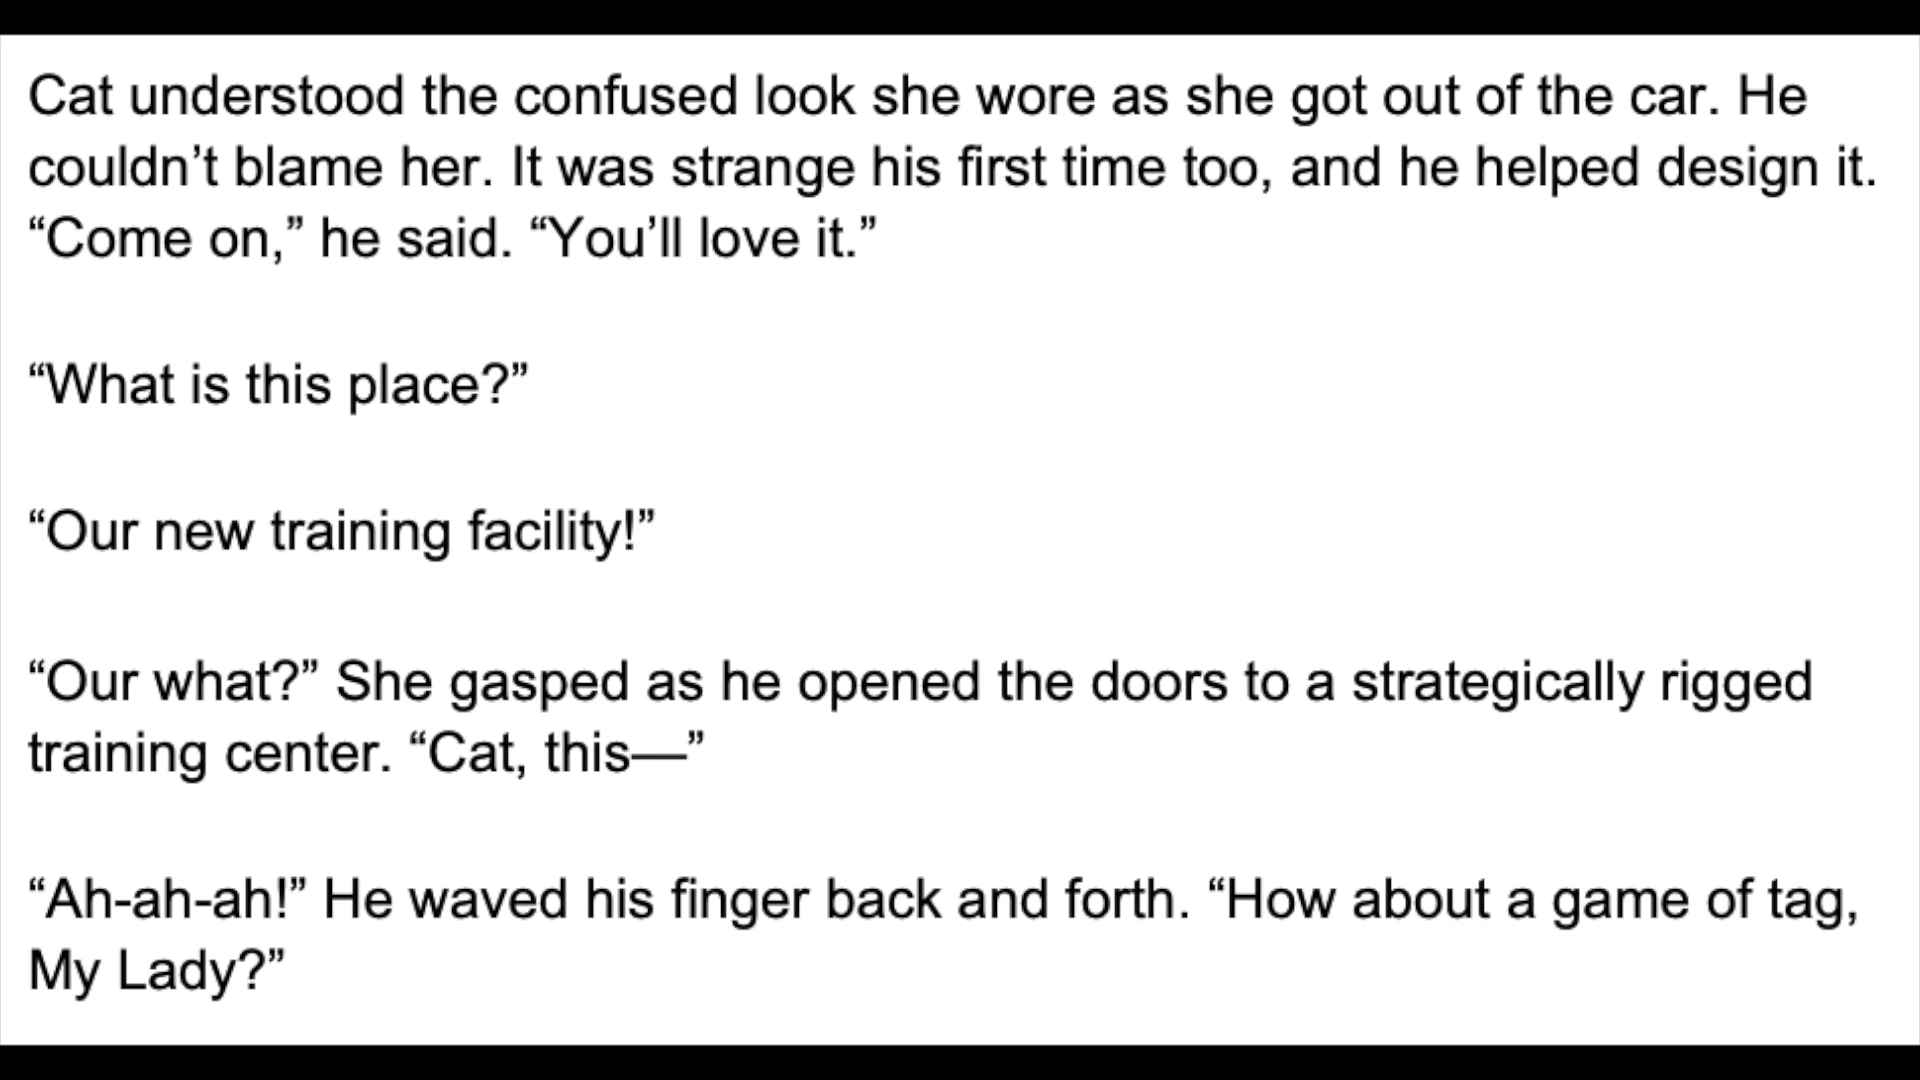 Cat understood the confused look she wore as she got out of the car. He
couldn’t blame her. It was strange his first time too, and he helped design it.
“Come on,” he said. “You’ll love it.”
“What is this place?”
“Our new training facility!”
“Our what?” She gasped as he opened the doors to a strategically rigged
training center. “Cat, this—”
“Ah-ah-ah!” He waved his finger back and forth. “How about a game of tag,
My Lady?”